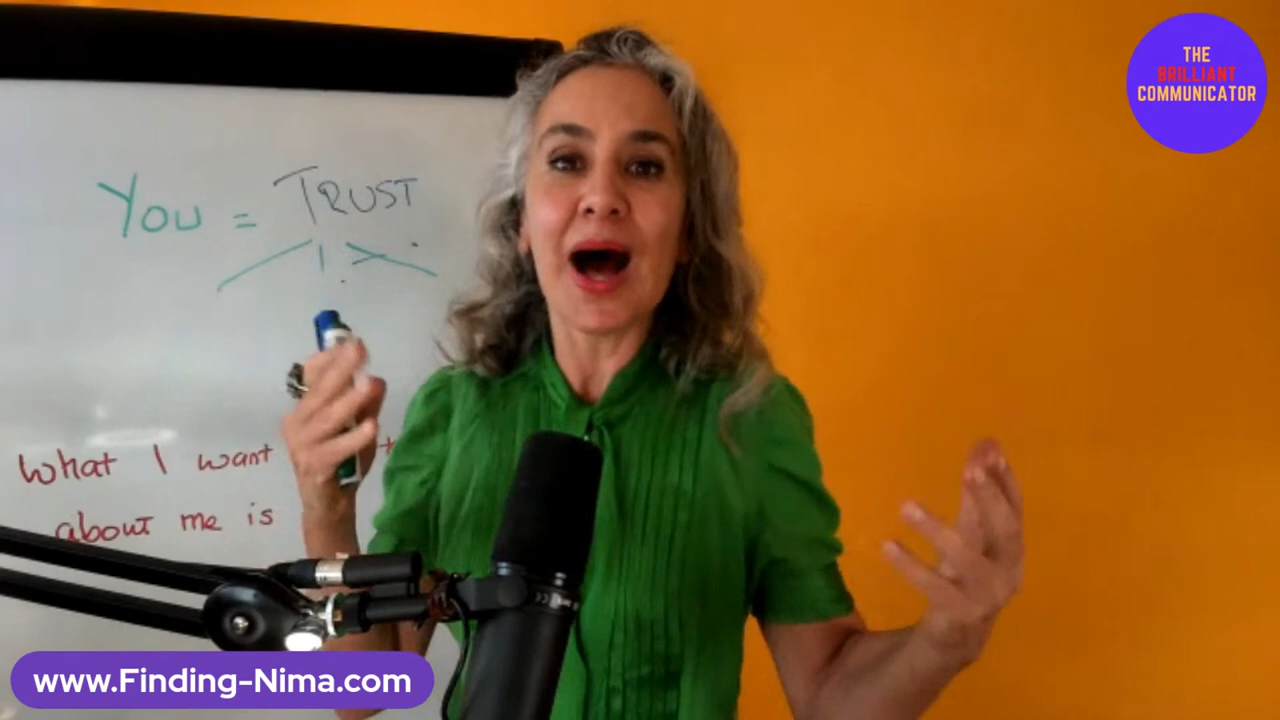 THE
BRILLIANT
COMMUNICATOR
You = TRUST
What I want
about me is
www.Finding-Nima.com